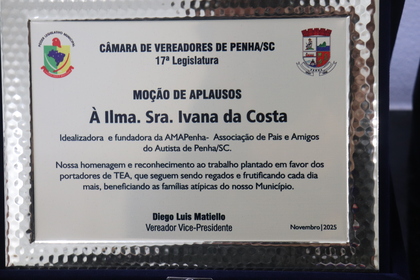 CÂMARA DE VEREADORES DE PENHA/SC
17ª Legislatura
MOÇÃO DE APLAUSOS
À Ilma. Sra. Ivana da Costa
Idealizadora e fundadora da AMAPenha- Associação de Pais e Amigos
do Autista de Penha/SC.
Nossa homenagem e reconhecimento ao trabalho plantado em favor dos
portadores de TEA, que seguem sendo regados e frutificando cada dia
mais, beneficiando as famílias atípicas do nosso Município.
Diego Luis Matiello
Vereador Vice-Presidente
Novembro|2025